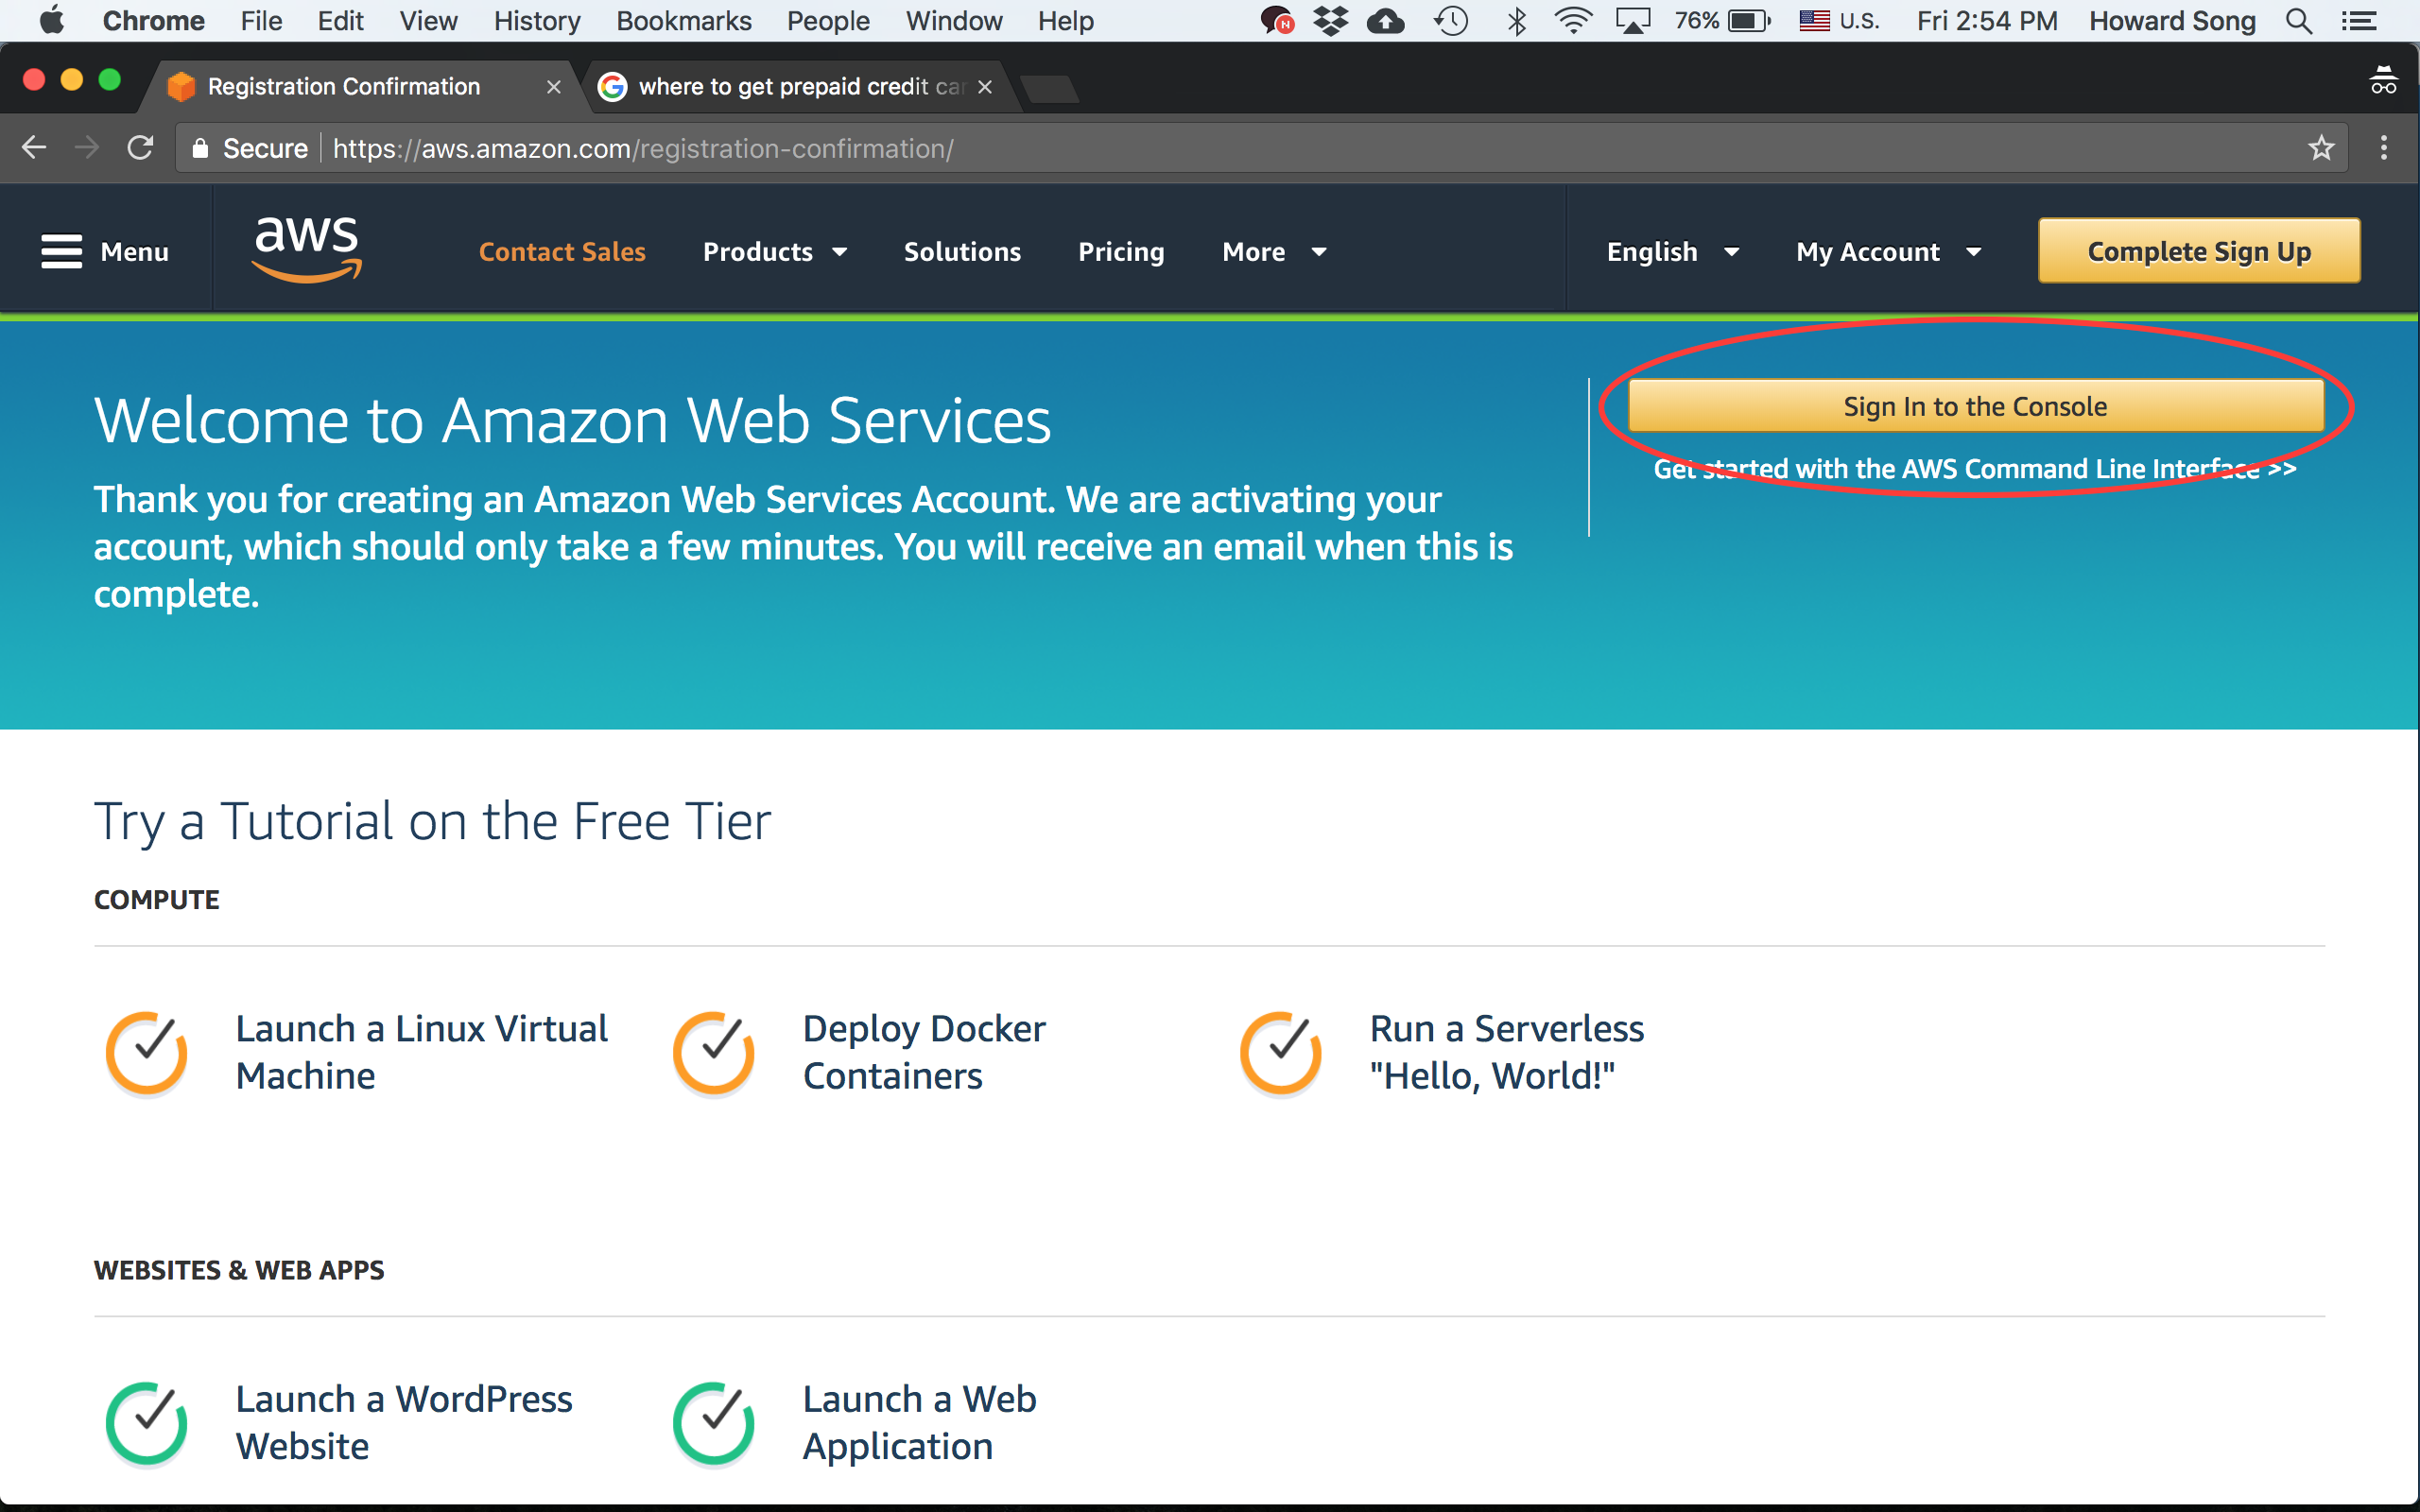 Chrome File Edit View History Bookmarks People Window Help N 76% U.S. Fri 2:54 PM Howard Song
Registration Confirmation where to get prepaid credit car
Secure https://aws.amazon.com/registration-confirmation/
Menu aws Contact Sales Products Solutions Pricing More English My Account Complete Sign Up
Sign In to the Console
Get started with the AWS Command Line Interface >>
Welcome to Amazon Web Services
Thank you for creating an Amazon Web Services Account. We are activating your
account, which should only take a few minutes. You will receive an email when this is
complete.
Try a Tutorial on the Free Tier
COMPUTE
Launch a Linux Virtual
Machine
Deploy Docker
Containers
Run a Serverless
"Hello, World!"
WEBSITES & WEB APPS
Launch a WordPress
Website
Launch a Web
Application